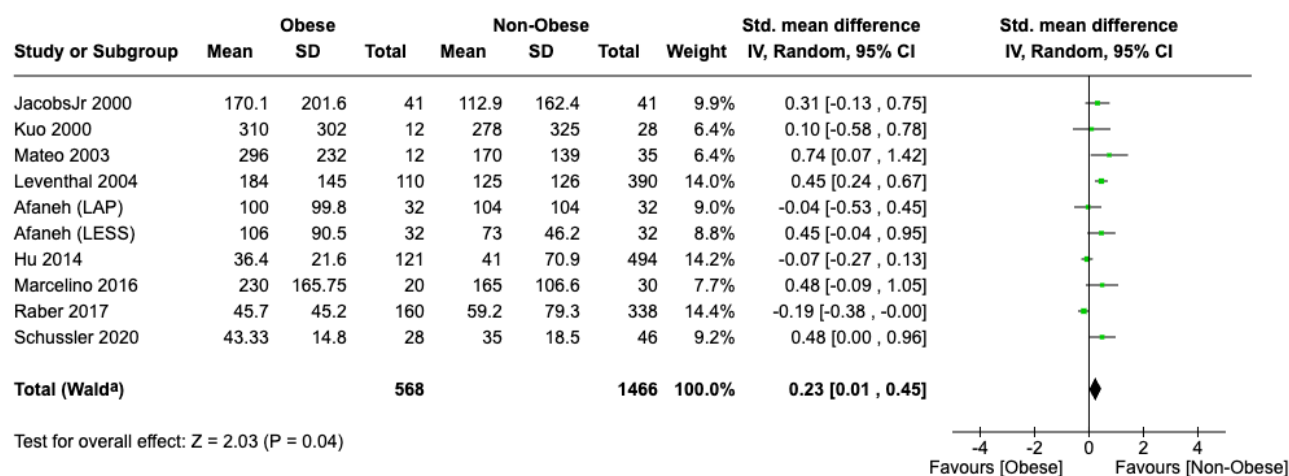 Obese Non-Obese Std. mean difference Std. mean difference
Study or Subgroup Mean SD Total Mean SD Total Weight IV, Random, 95% CI IV, Random, 95% CI
JacobsJr 2000 170.1 201.6 41 112.9 162.4 41 9.9% 0.31 [-0.13 , 0.75]
Kuo 2000 310 302 12 278 325 28 6.4% 0.10 [-0.58 , 0.78]
Mateo 2003 296 232 12 170 139 35 6.4% 0.74 [0.07 , 1.42]
Leventhal 2004 184 145 110 125 126 390 14.0% 0.45 [0.24 , 0.67]
Afaneh (LAP) 100 99.8 32 104 104 32 9.0% -0.04 [-0.53 , 0.45]
Afaneh (LESS) 106 90.5 32 73 46.2 32 8.8% 0.45 [-0.04 , 0.95]
Hu 2014 36.4 21.6 121 41 70.9 494 14.2% -0.07 [-0.27 , 0.13]
Marcelino 2016 230 165.75 20 165 106.6 30 7.7% 0.48 [-0.09 , 1.05]
Raber 2017 45.7 45.2 160 59.2 79.3 338 14.4% -0.19 [-0.38 , -0.00]
Schussler 2020 43.33 14.8 28 35 18.5 46 9.2% 0.48 [0.00 , 0.96]
Total (Waldᵃ) 568 1466 100.0% 0.23 [0.01 , 0.45]
Test for overall effect: Z = 2.03 (P = 0.04)
-4 -2 0 2 4
Favours [Obese] Favours [Non-Obese]